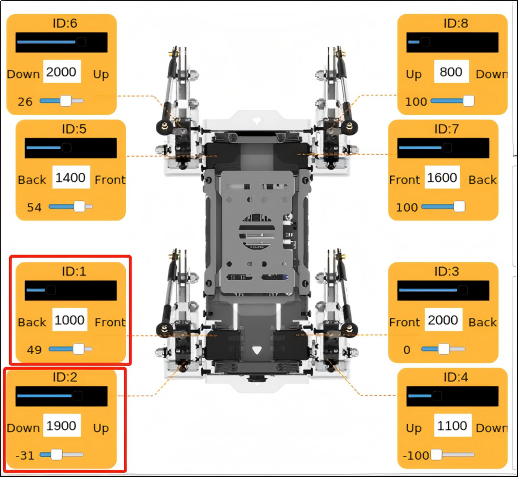 ID:6
Down 2000 Up
26
ID:8
Up 800 Down
100
ID:5
Back 1400 Front
54
ID:7
Front 1600 Back
100
ID:1
Back 1000 Front
49
ID:3
Front 2000 Back
0
ID:2
Down 1900 Up
-31
ID:4
Up 1100 Down
-100